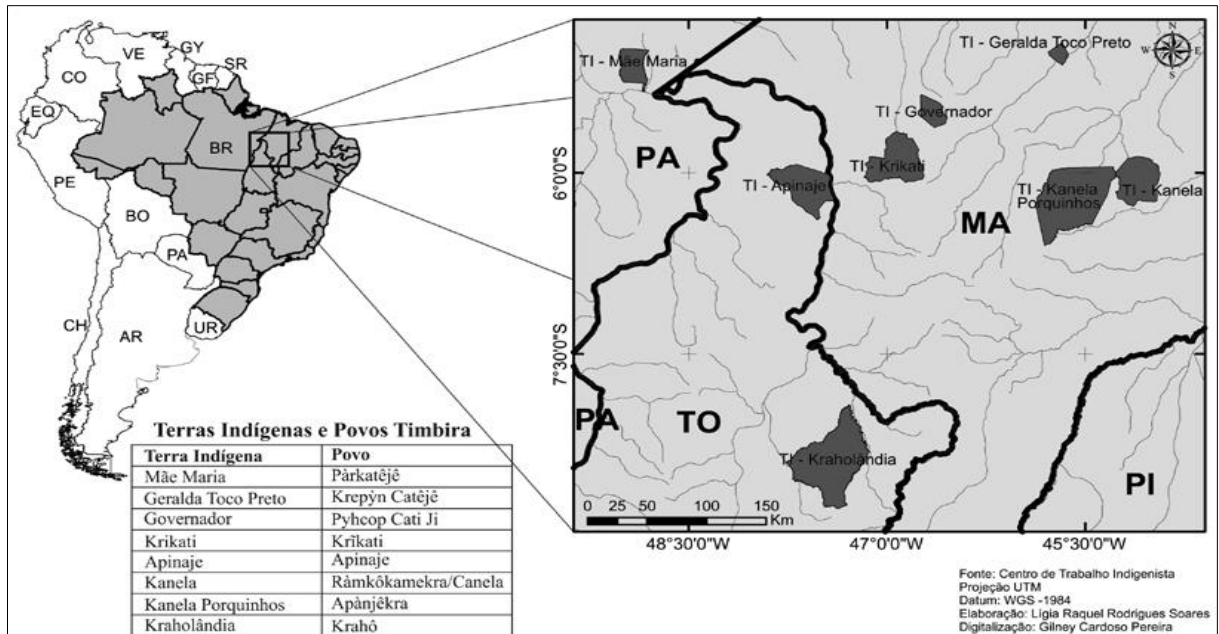 VE
GY
SR
CO
GF
EQ
BR
PE
BO
PA
CH
AR
UR
Terras Indígenas e Povos Timbira
Terra Indígena Povo
Mãe Maria Pàrkatêjê
Geralda Toco Preto Krepỳn Catêjê
Governador Pyhcop Cati Ji
Krikati Krĩkati
Apinaje Apinaje
Kanela Ràmkôkamekra/Canela
Kanela Porquinhos Apànjêkra
Kraholândia Krahô
TI - Geralda Toco Preto
N
W E
S
TI - Mãe Maria
TI - Governador
PA
TI - Krikati
TI - Apinaje
TI - Kanela
Porquinhos
TI - Kanela
MA
6°0'0"S
7°30'0"S
PA
TO
TI - Kraholândia
PI
0 25 50 100 150
Km
48°30'0"W
47°0'0"W
45°30'0"W
Fonte: Centro de Trabalho Indigenista
Projeção UTM
Datum: WGS -1984
Elaboração: Lígia Raquel Rodrigues Soares
Digitalização: Gilney Cardoso Pereira